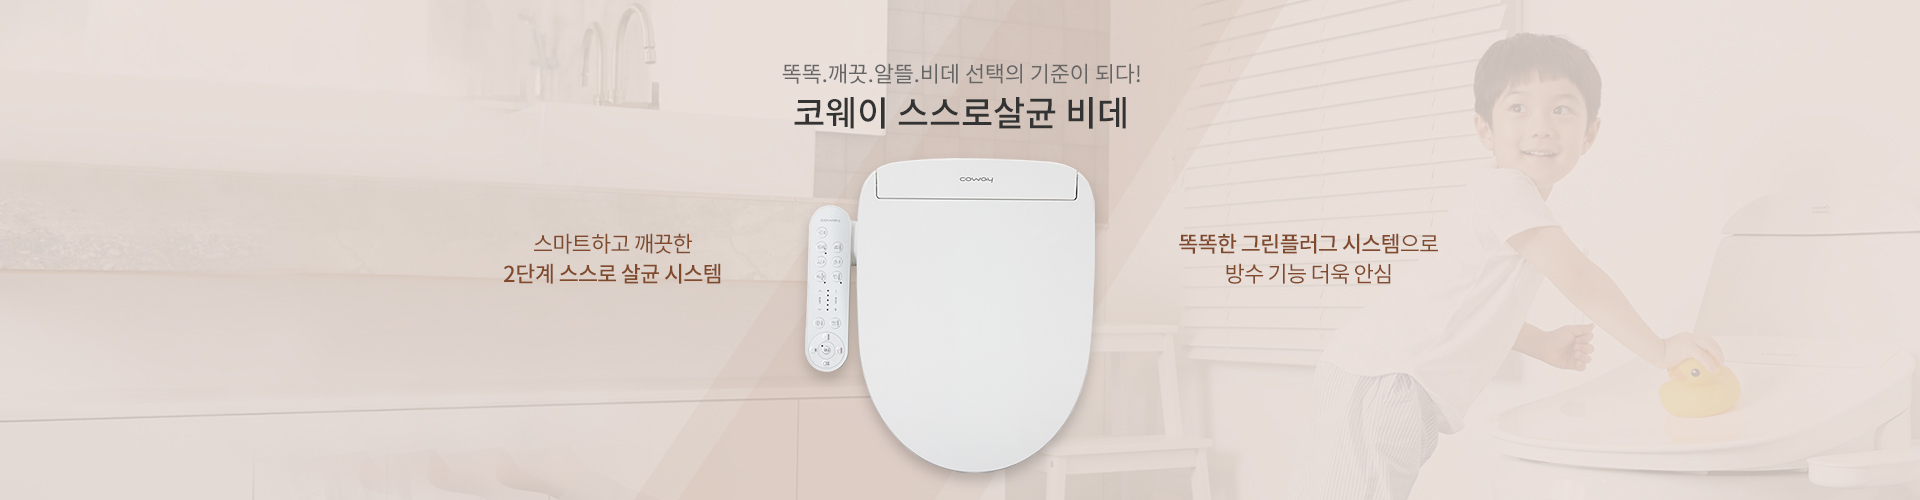 똑똑.깨끗.알뜰.비데 선택의 기준이 되다!
코웨이 스스로살균 비데
coway
스마트하고 깨끗한
2단계 스스로 살균 시스템
똑똑한 그린플러그 시스템으로
방수 기능 더욱 안심